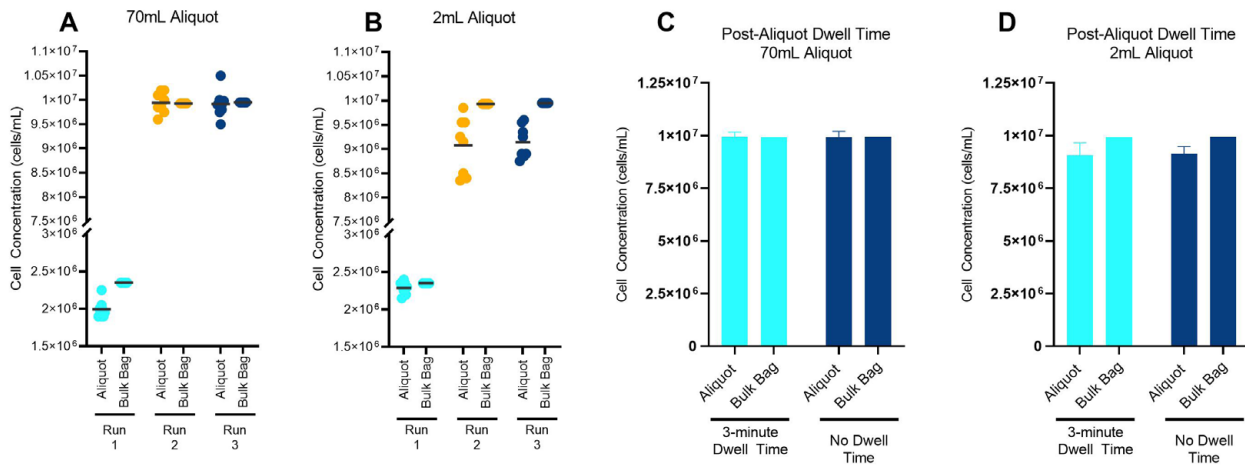 A
70mL Aliquot
Cell Concentration (cells/mL)
1.1×10⁷
1.05×10⁷
1×10⁷
9.5×10⁶
9×10⁶
8.5×10⁶
8×10⁶
7.5×10⁶
3×10⁶
2.5×10⁶
2×10⁶
1.5×10⁶
Aliquot
Bulk Bag
Aliquot
Bulk Bag
Aliquot
Bulk Bag
Run
1
Run
2
Run
3
B
2mL Aliquot
Cell Concentration (cells/mL)
1.1×10⁷
1.05×10⁷
1×10⁷
9.5×10⁶
9×10⁶
8.5×10⁶
8×10⁶
7.5×10⁶
3×10⁶
2.5×10⁶
2×10⁶
1.5×10⁶
Aliquot
Bulk Bag
Aliquot
Bulk Bag
Aliquot
Bulk Bag
Run
1
Run
2
Run
3
C
Post-Aliquot Dwell Time
70mL Aliquot
Cell Concentration (cells/mL)
1.25×10⁷
1×10⁷
7.5×10⁶
5×10⁶
2.5×10⁶
0
Aliquot
Bulk Bag
Aliquot
Bulk Bag
3-minute
Dwell Time
No Dwell
Time
D
Post-Aliquot Dwell Time
2mL Aliquot
Cell Concentration (cells/mL)
1.25×10⁷
1×10⁷
7.5×10⁶
5×10⁶
2.5×10⁶
0
Aliquot
Bulk Bag
Aliquot
Bulk Bag
3-minute
Dwell Time
No Dwell
Time